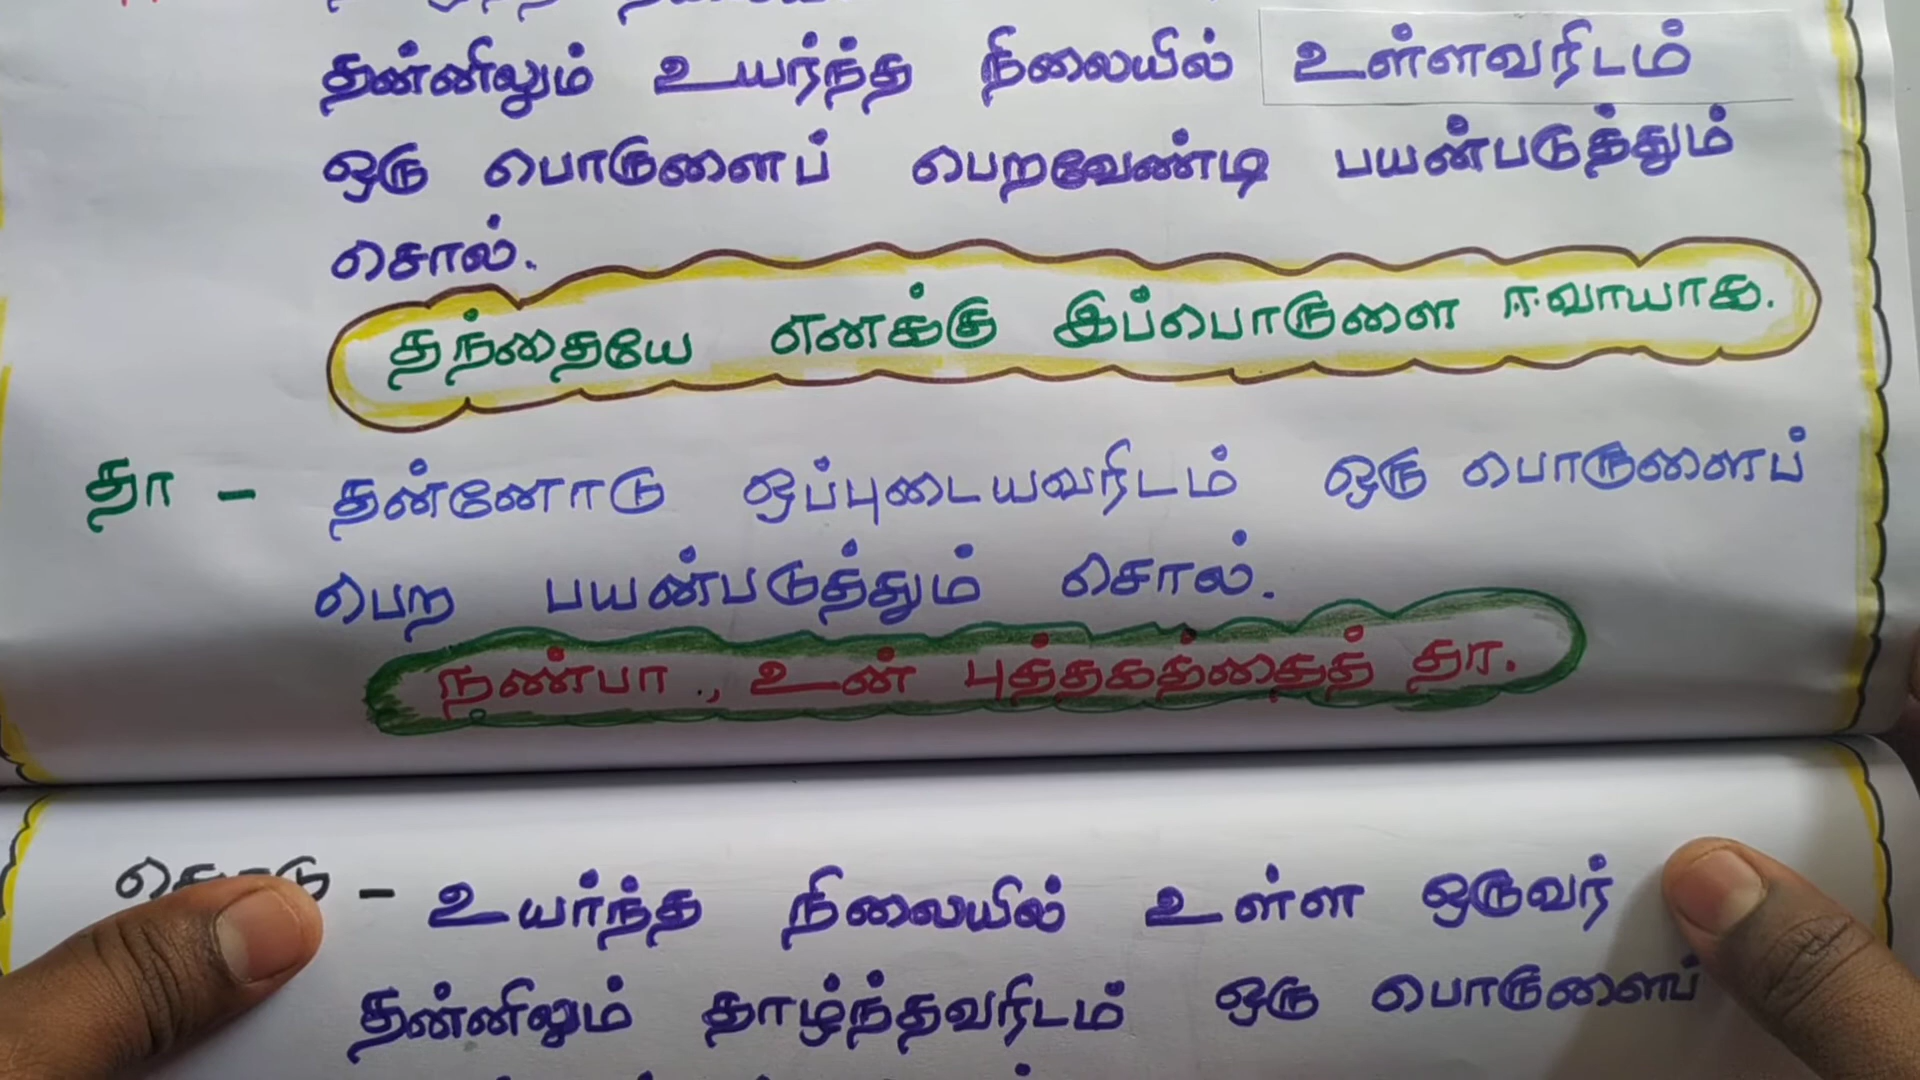 தன்னிலும் உயர்ந்த நிலையில் உள்ளவரிடம்
ஒரு பொருளைப் பெறவேண்டி பயன்படுத்தும்
சொல்.
தந்தையே எனக்கு இப்பொருளை ஈவாயாக.
தா - தன்னோடு ஒப்புடையவரிடம் ஒரு பொருளைப்
பெற பயன்படுத்தும் சொல்.
நண்பா., உன் புத்தகத்தைத் தா.
- உயர்ந்த நிலையில் உள்ள ஒருவர்
தன்னிலும் தாழ்ந்தவரிடம் ஒரு பொருளைப்